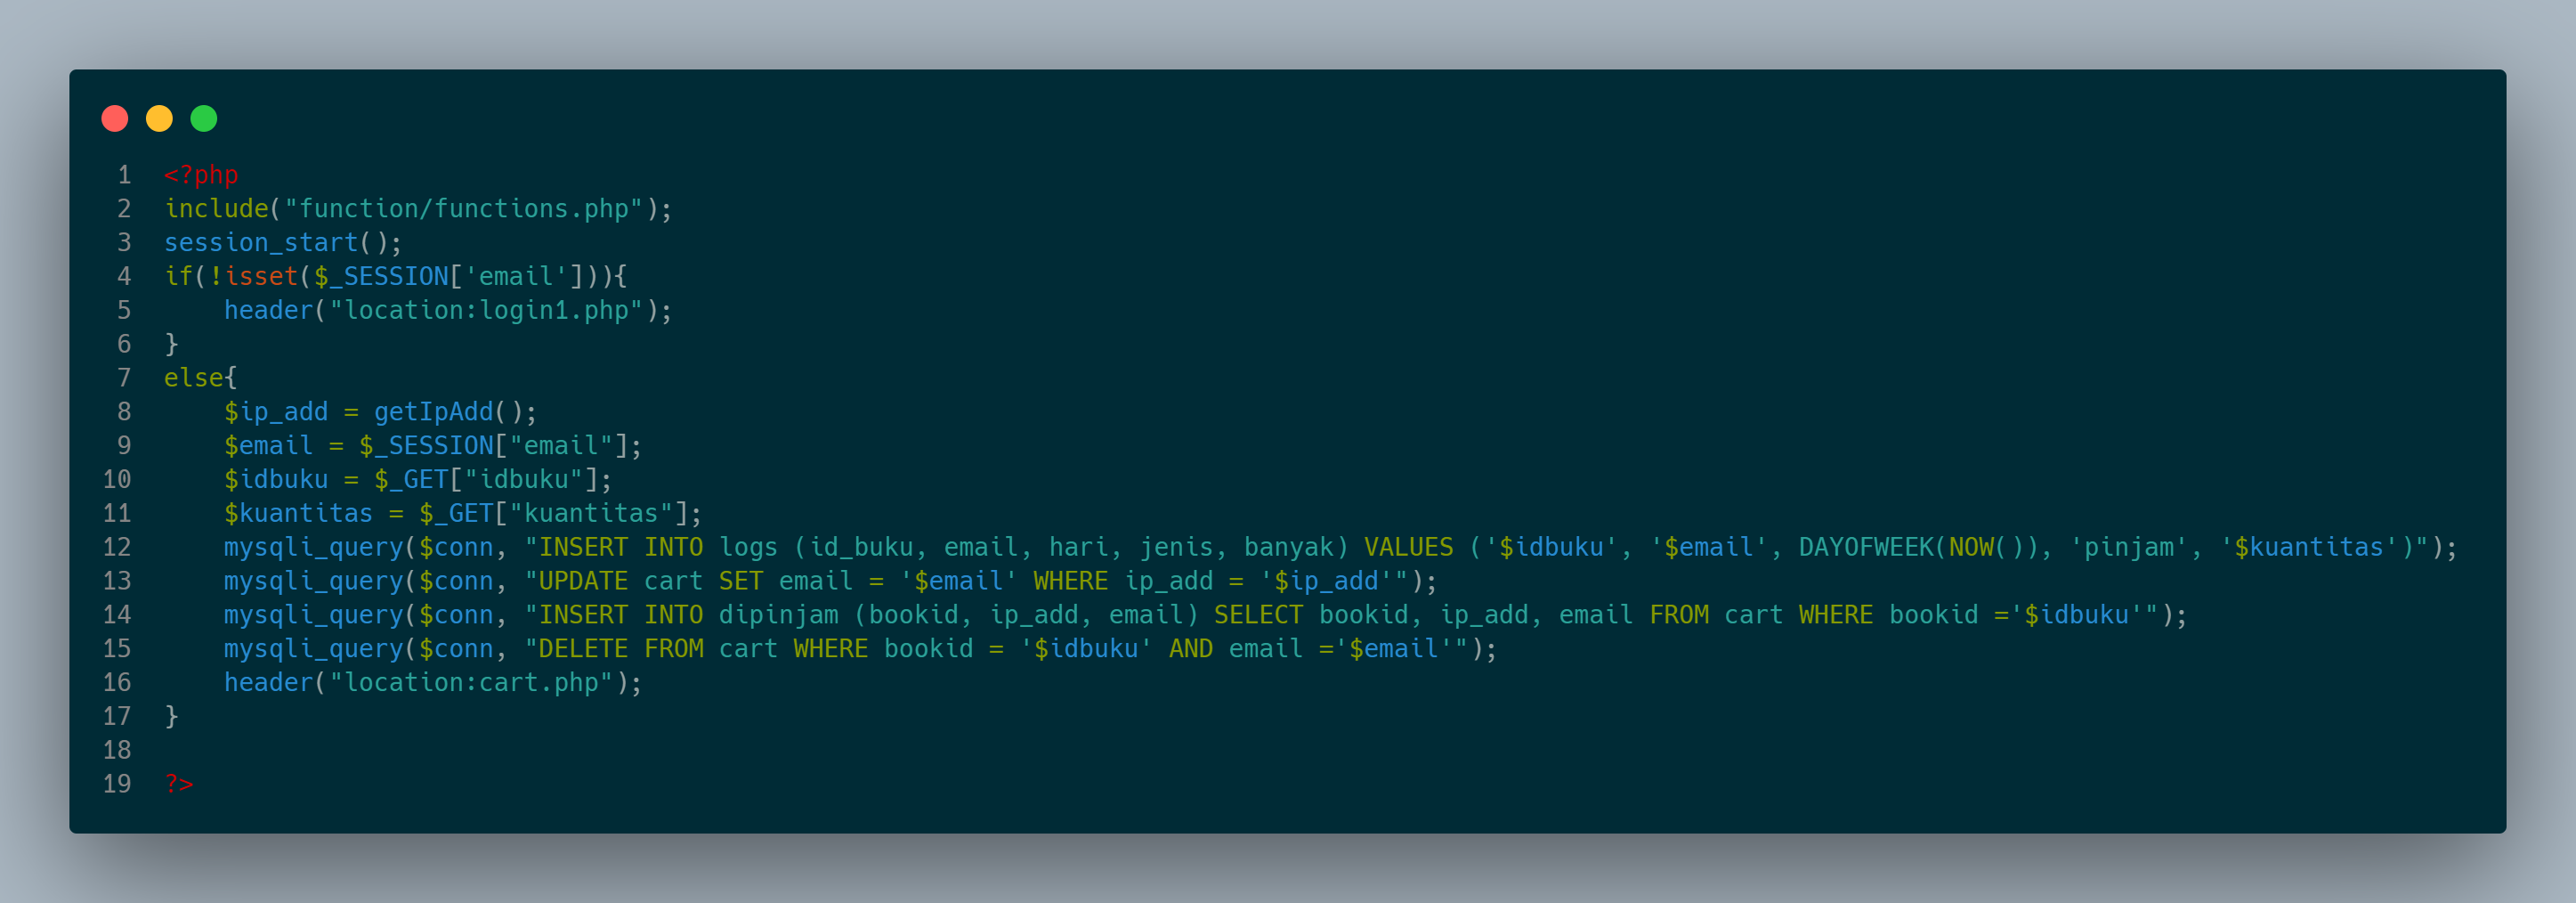 1 <?php
2 include("function/functions.php");
3 session_start();
4 if(!isset($_SESSION['email'])){
5     header("location:login1.php");
6 }
7 else{
8     $ip_add = getIpAdd();
9     $email = $_SESSION["email"];
10     $idbuku = $_GET["idbuku"];
11     $kuantitas = $_GET["kuantitas"];
12     mysqli_query($conn, "INSERT INTO logs (id_buku, email, hari, jenis, banyak) VALUES ('$idbuku', '$email', DAYOFWEEK(NOW()), 'pinjam', '$kuantitas')");
13     mysqli_query($conn, "UPDATE cart SET email = '$email' WHERE ip_add = '$ip_add'");
14     mysqli_query($conn, "INSERT INTO dipinjam (bookid, ip_add, email) SELECT bookid, ip_add, email FROM cart WHERE bookid ='$idbuku'");
15     mysqli_query($conn, "DELETE FROM cart WHERE bookid = '$idbuku' AND email ='$email'");
16     header("location:cart.php");
17 }
18
19 ?>